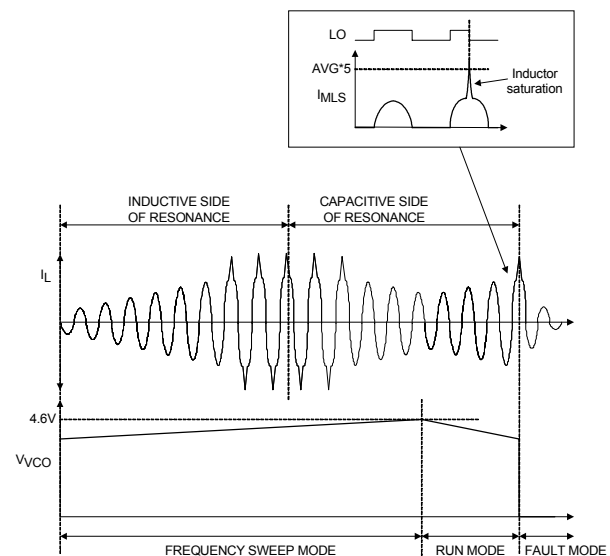 LO
AVG*5
Inductor
saturation
IMLS
INDUCTIVE SIDE
OF RESONANCE
CAPACITIVE SIDE
OF RESONANCE
IL
4.6V
VVCO
FREQUENCY SWEEP MODE
RUN MODE
FAULT MODE